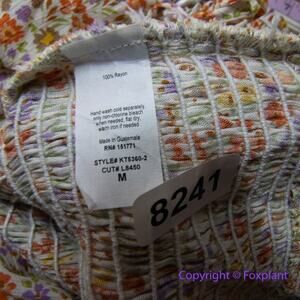 100% Rayon
Hand wash cold separately,
only non-chlorine bleach
when needed, flat dry,
warm iron if needed
Made in Guatemala
RN# 151771
STYLE# KT5360-2
CUT# L8450
M
8241
Copyright © Foxplant